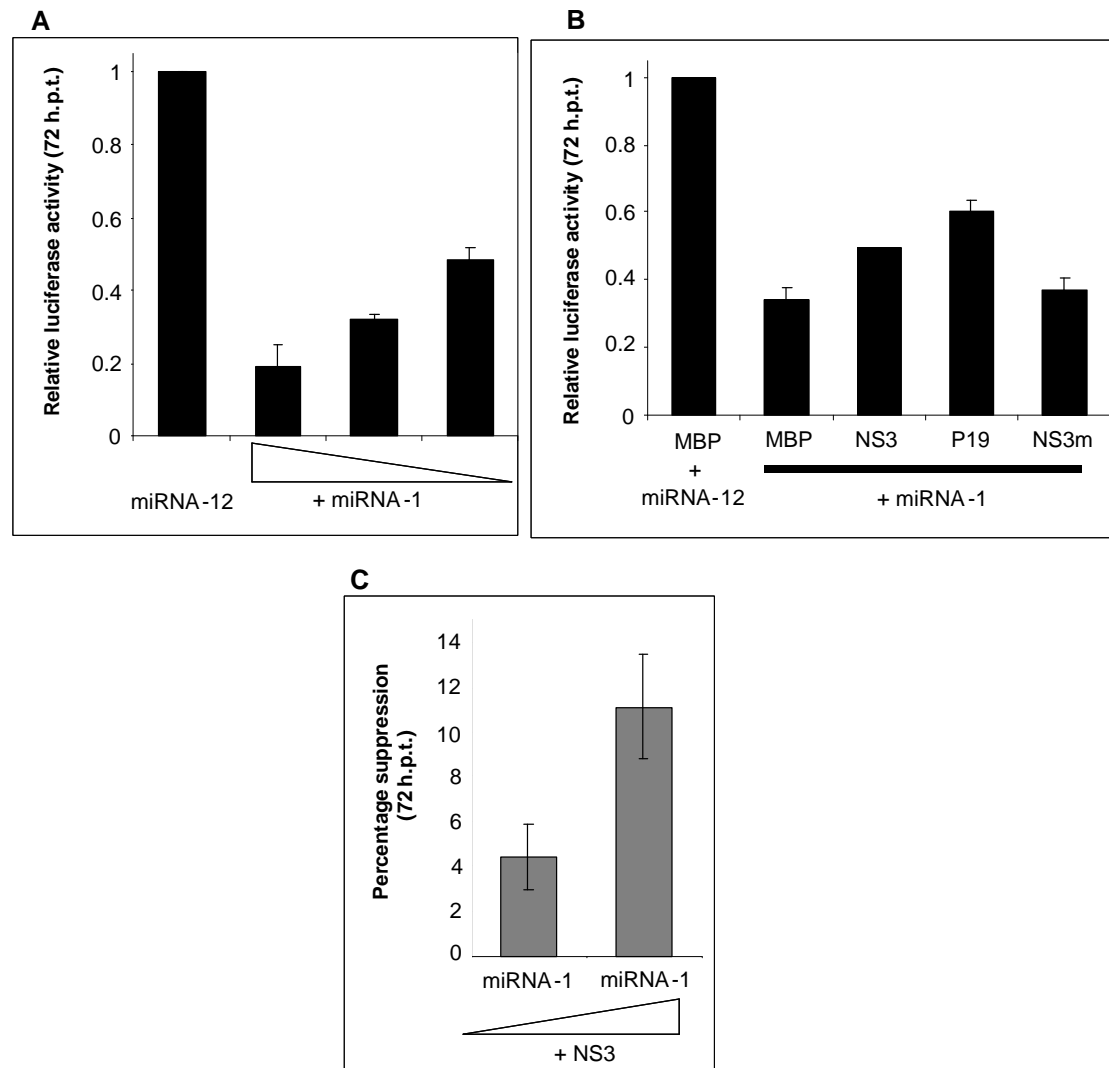 A
Relative luciferase activity (72 h.p.t.)
1
0.8
0.6
0.4
0.2
0
miRNA-12
+ miRNA-1
B
Relative luciferase activity (72 h.p.t.)
1
0.8
0.6
0.4
0.2
0
MBP
+
miRNA-12
MBP
NS3
P19
NS3m
+ miRNA-1
C
Percentage suppression
(72 h.p.t.)
14
12
10
8
6
4
2
0
miRNA-1
miRNA-1
+ NS3